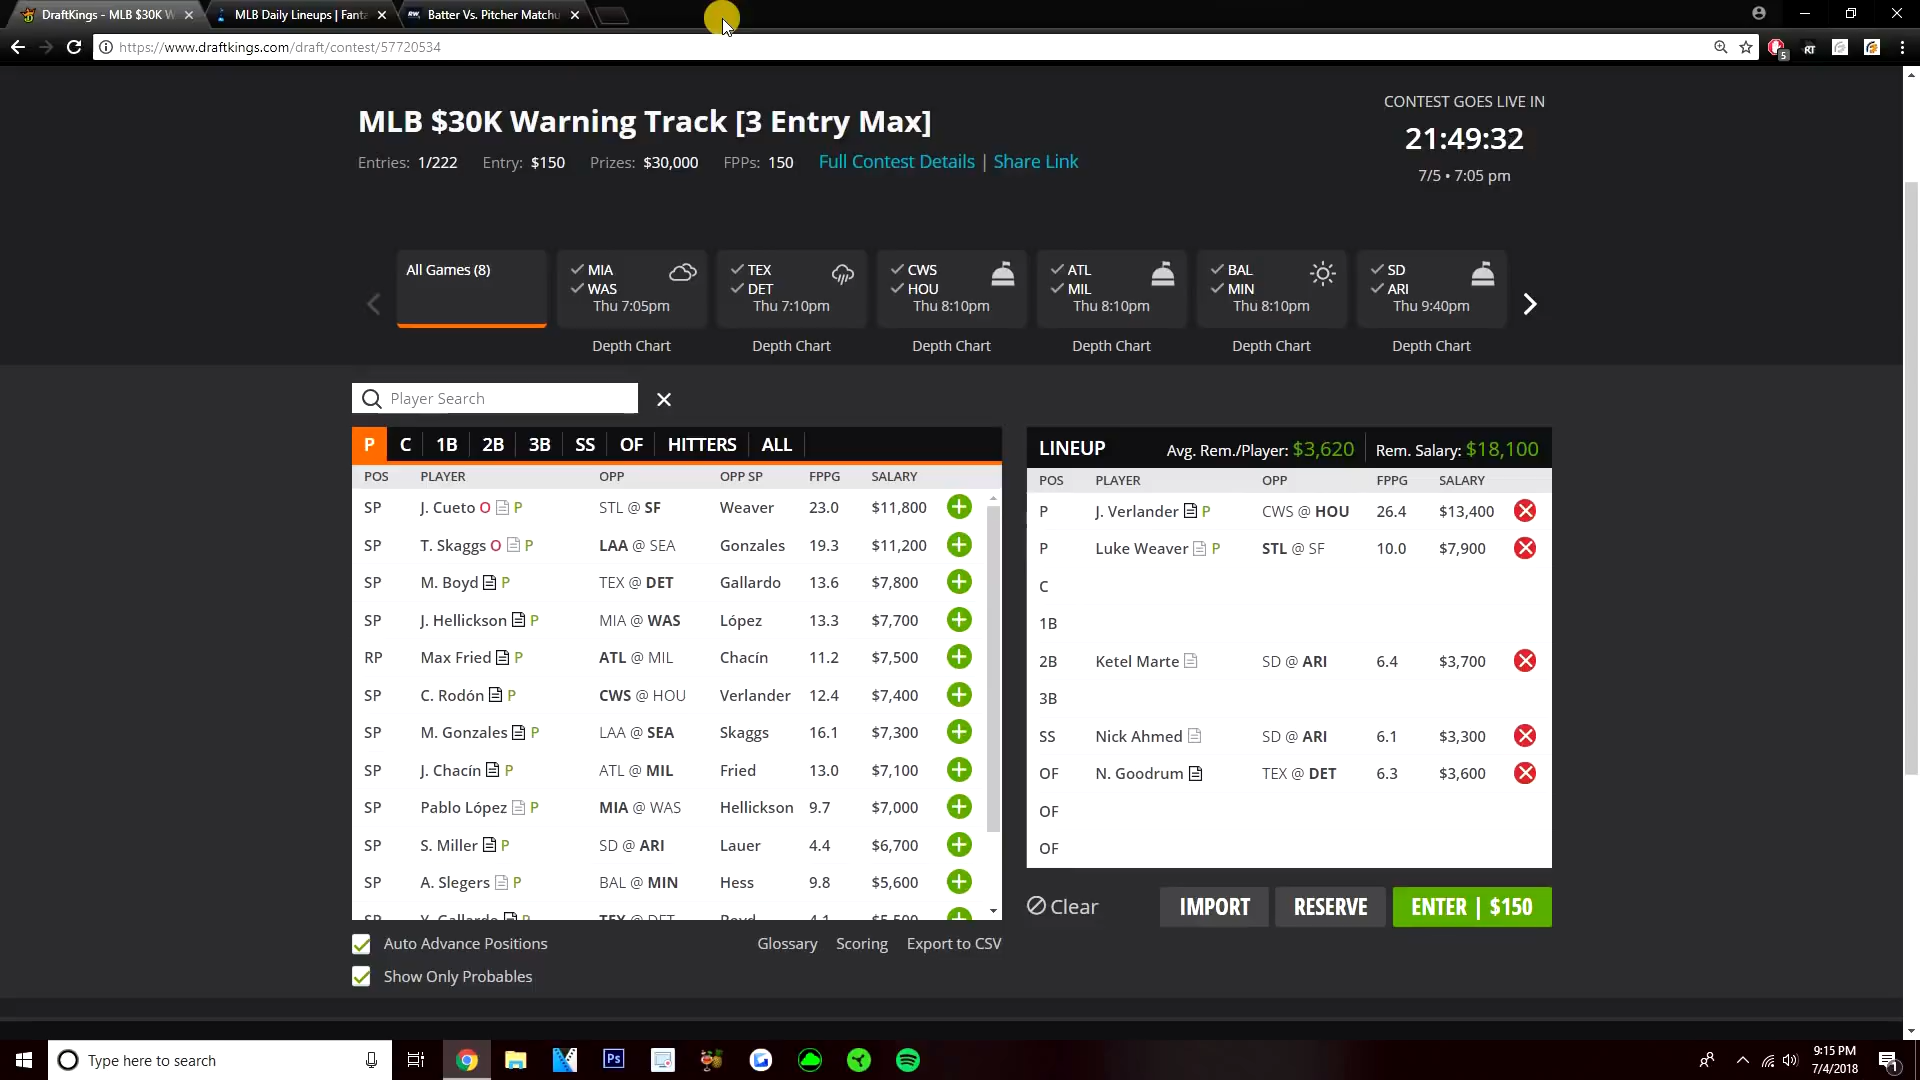 DraftKings - MLB $30K W
MLB Daily Lineups | Fanta
Batter Vs. Pitcher Matchu
https://www.draftkings.com/draft/contest/57720534
5
RT
MLB $30K Warning Track [3 Entry Max]
Entries: 1/222 Entry: $150 Prizes: $30,000 FPPs: 150 Full Contest Details | Share Link
CONTEST GOES LIVE IN
21:49:32
7/5 • 7:05 pm
All Games (8)
MIA
WAS
Thu 7:05pm
Depth Chart
TEX
DET
Thu 7:10pm
Depth Chart
CWS
HOU
Thu 8:10pm
Depth Chart
ATL
MIL
Thu 8:10pm
Depth Chart
BAL
MIN
Thu 8:10pm
Depth Chart
SD
ARI
Thu 9:40pm
Depth Chart
Player Search
P C 1B 2B 3B SS OF HITTERS ALL
POS PLAYER OPP OPP SP FPPG SALARY
SP J. Cueto O P STL @ SF Weaver 23.0 $11,800
SP T. Skaggs O P LAA @ SEA Gonzales 19.3 $11,200
SP M. Boyd P TEX @ DET Gallardo 13.6 $7,800
SP J. Hellickson P MIA @ WAS López 13.3 $7,700
RP Max Fried P ATL @ MIL Chacín 11.2 $7,500
SP C. Rodón P CWS @ HOU Verlander 12.4 $7,400
SP M. Gonzales P LAA @ SEA Skaggs 16.1 $7,300
SP J. Chacín P ATL @ MIL Fried 13.0 $7,100
SP Pablo López P MIA @ WAS Hellickson 9.7 $7,000
SP S. Miller P SD @ ARI Lauer 4.4 $6,700
SP A. Slegers P BAL @ MIN Hess 9.8 $5,600
SP Y. Gallardo P TEX @ DET Boyd 4.1 $5,500
Auto Advance Positions
Show Only Probables
Glossary Scoring Export to CSV
LINEUP Avg. Rem./Player: $3,620 Rem. Salary: $18,100
POS PLAYER OPP FPPG SALARY
P J. Verlander P CWS @ HOU 26.4 $13,400
P Luke Weaver P STL @ SF 10.0 $7,900
C
1B
2B Ketel Marte SD @ ARI 6.4 $3,700
3B
SS Nick Ahmed SD @ ARI 6.1 $3,300
OF N. Goodrum TEX @ DET 6.3 $3,600
OF
OF
Clear IMPORT RESERVE ENTER | $150
Type here to search
Ps
9:15 PM
7/4/2018
1